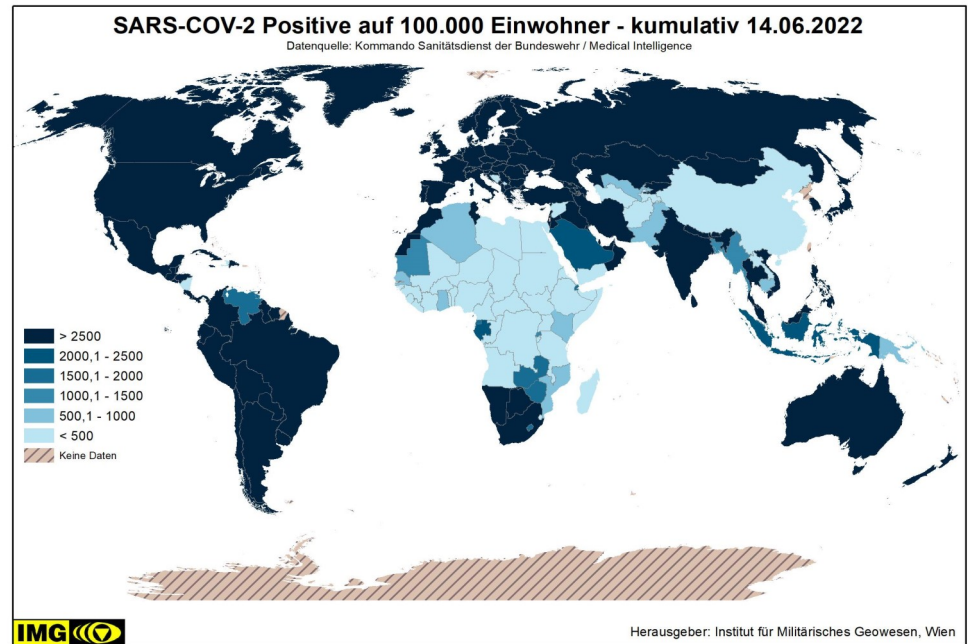 SARS-COV-2 Positive auf 100.000 Einwohner - kumulativ 14.06.2022
Datenquelle: Kommando Sanitätsdienst der Bundeswehr / Medical Intelligence
> 2500
2000,1 - 2500
1500,1 - 2000
1000,1 - 1500
500,1 - 1000
< 500
Keine Daten
IMG
Herausgeber: Institut für Militärisches Geowesen, Wien